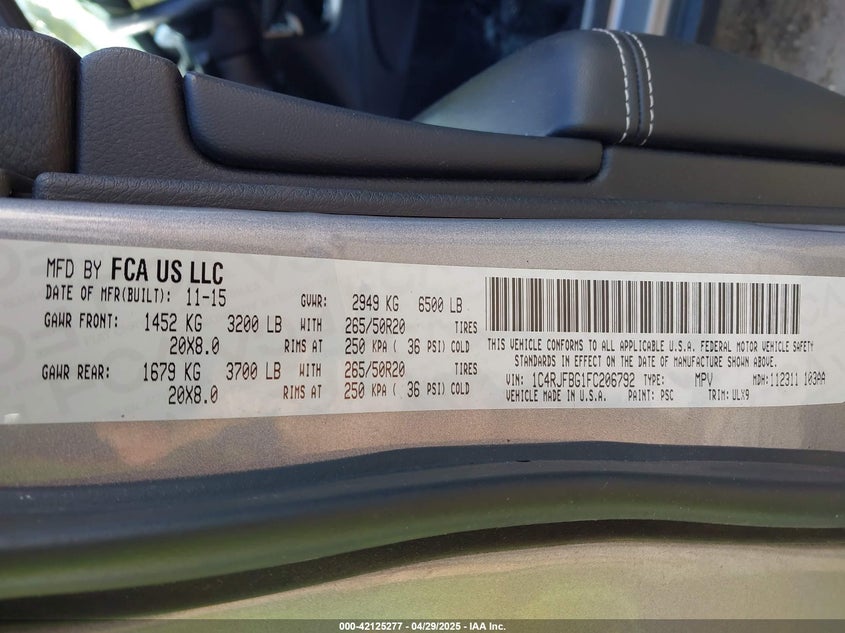 MFD BY FCA US LLC
DATE OF MFR(BUILT): 11-15 GVWR: 2949 KG 6500 LB
GAWR FRONT: 1452 KG 3200 LB WITH 265/50R20 TIRES
20X8.0 RIMS AT 250 KPA ( 36 PSI) COLD
GAWR REAR: 1679 KG 3700 LB WITH 265/50R20 TIRES
20X8.0 RIMS AT 250 KPA ( 36 PSI) COLD
THIS VEHICLE CONFORMS TO ALL APPLICABLE U.S.A. FEDERAL MOTOR VEHICLE SAFETY
STANDARDS IN EFFECT ON THE DATE OF MANUFACTURE SHOWN ABOVE.
VIN: 1C4RJFBG1FC206792 TYPE: MPV MDH:112311 103AA
VEHICLE MADE IN U.S.A. PAINT: PSC TRIM: ULX9
000-42125277 - 04/29/2025 - IAA Inc.